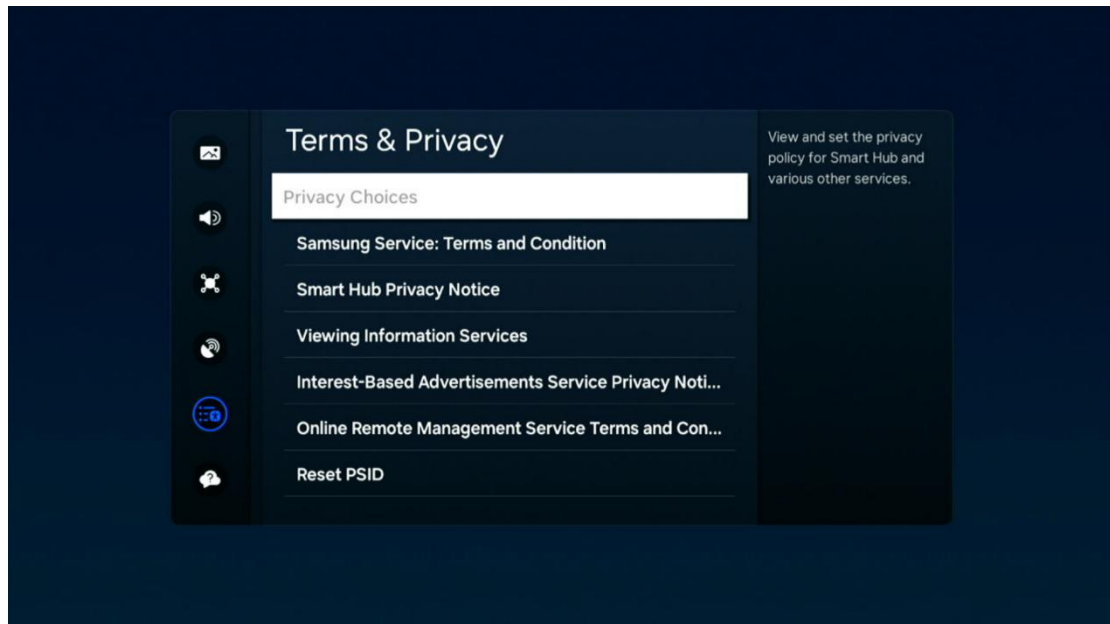 Terms & Privacy
View and set the privacy
policy for Smart Hub and
various other services.
Privacy Choices
Samsung Service: Terms and Condition
Smart Hub Privacy Notice
Viewing Information Services
Interest-Based Advertisements Service Privacy Noti...
Online Remote Management Service Terms and Con...
Reset PSID